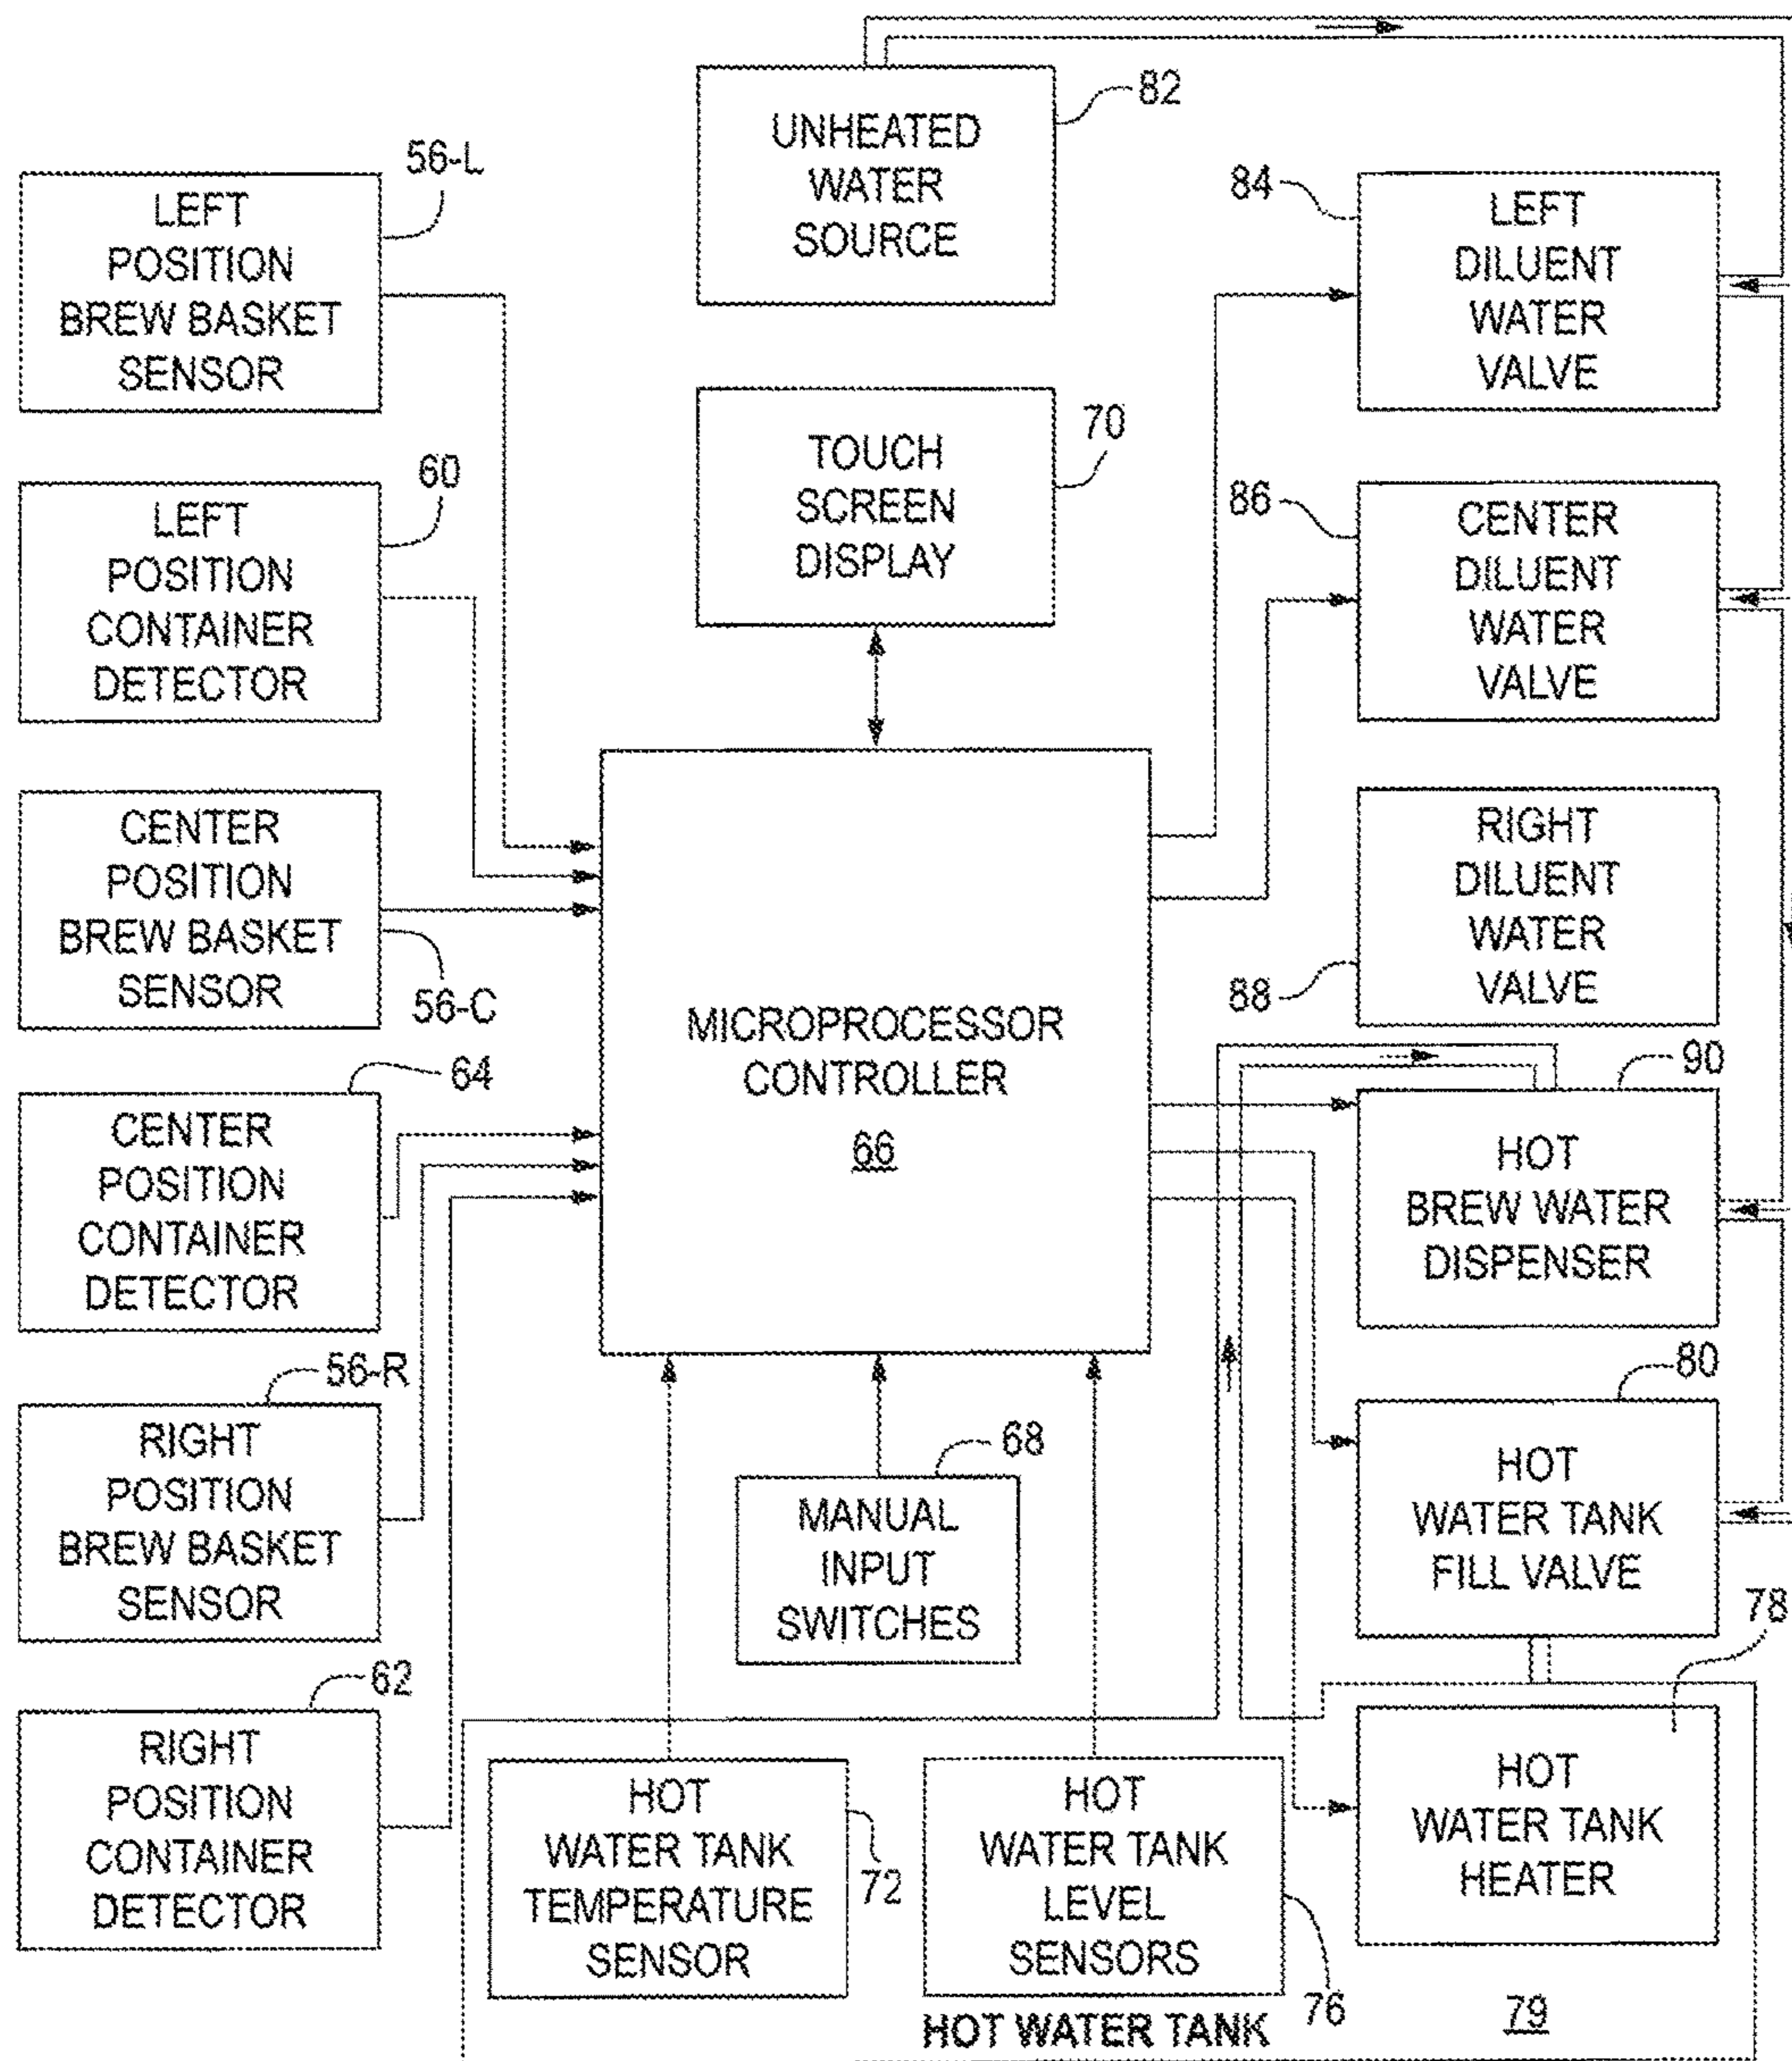 82
UNHEATED
WATER
SOURCE
56-L
LEFT
POSITION
BREW BASKET
SENSOR
84
LEFT
DILUENT
WATER
VALVE
70
TOUCH
SCREEN
DISPLAY
60
LEFT
POSITION
CONTAINER
DETECTOR
86
CENTER
DILUENT
WATER
VALVE
CENTER
POSITION
BREW BASKET
SENSOR
56-C
MICROPROCESSOR
CONTROLLER
66
RIGHT
DILUENT
WATER
VALVE
88
64
CENTER
POSITION
CONTAINER
DETECTOR
90
HOT
BREW WATER
DISPENSER
56-R
RIGHT
POSITION
BREW BASKET
SENSOR
68
MANUAL
INPUT
SWITCHES
80
HOT
WATER TANK
FILL VALVE
62
RIGHT
POSITION
CONTAINER
DETECTOR
HOT
WATER TANK
TEMPERATURE
SENSOR
72
HOT
WATER TANK
LEVEL
SENSORS
76
78
HOT
WATER TANK
HEATER
HOT WATER TANK
79